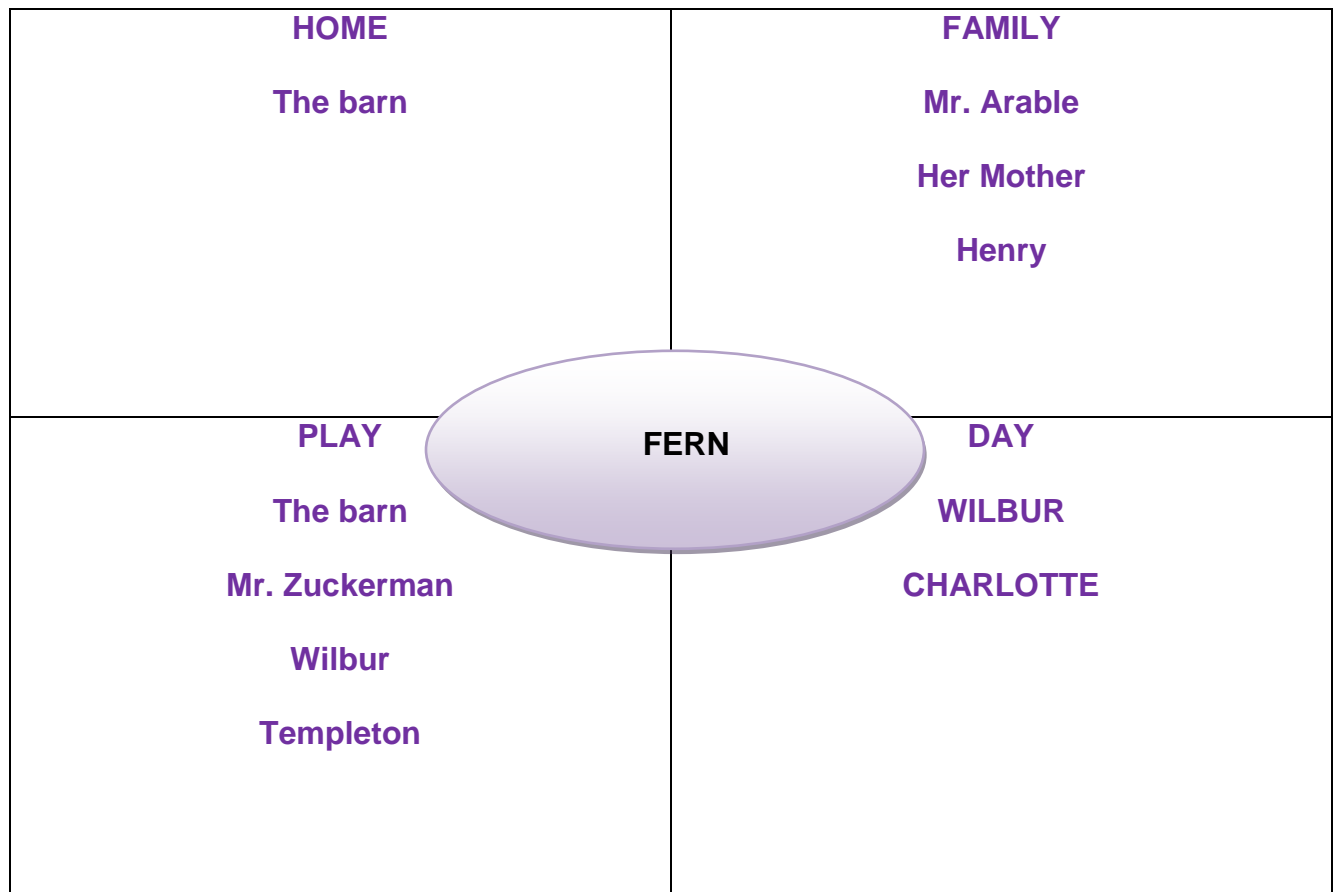 HOME
The barn
FAMILY
Mr. Arable
Her Mother
Henry
FERN
PLAY
The barn
Mr. Zuckerman
Wilbur
Templeton
DAY
WILBUR
CHARLOTTE